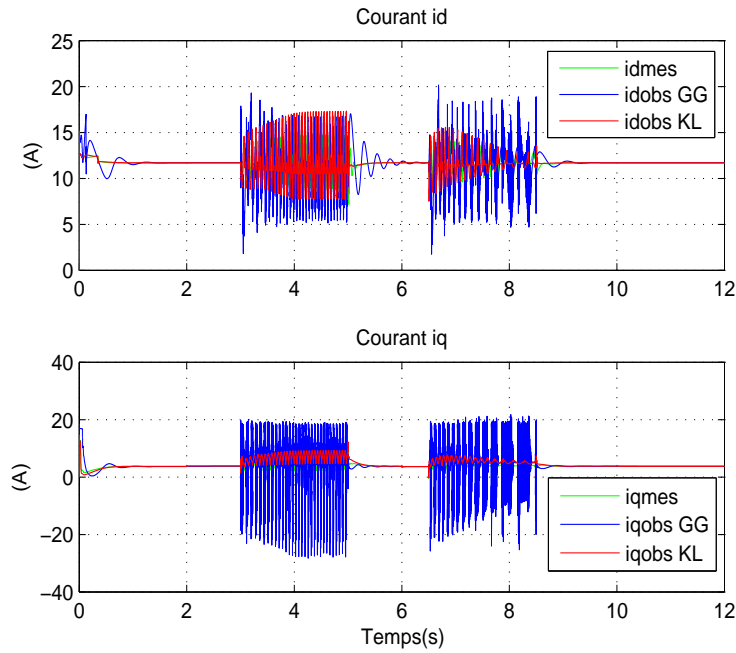 Courant id
25
20
15
10
5
0
(A)
0 2 4 6 8 10 12
idmes
idobs GG
idobs KL
Courant iq
40
20
0
−20
−40
(A)
0 2 4 6 8 10 12
Temps(s)
iqmes
iqobs GG
iqobs KL